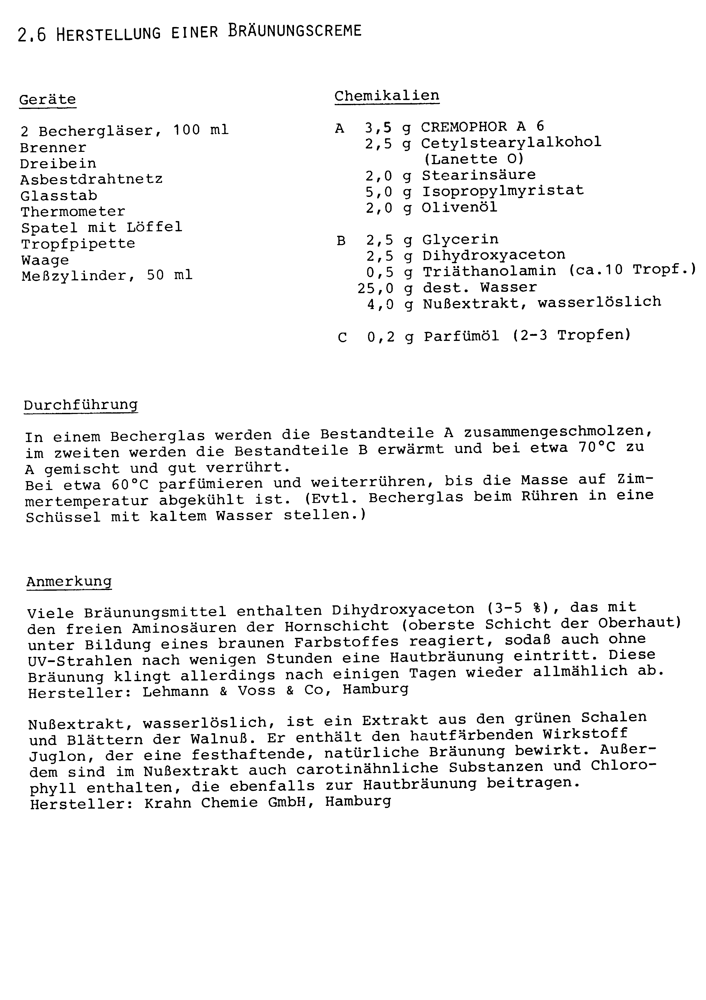 2.6 HERSTELLUNG EINER BRÄUNUNGSCREME
Geräte
2 Bechergläser, 100 ml
Brenner
Dreibein
Asbestdrahtnetz
Glasstab
Thermometer
Spatel mit Löffel
Tropfpipette
Waage
Meßzylinder, 50 ml
Chemikalien
A 3,5 g CREMOPHOR A 6
2,5 g Cetylstearylalkohol
(Lanette O)
2,0 g Stearinsäure
5,0 g Isopropylmyristat
2,0 g Olivenöl
B 2,5 g Glycerin
2,5 g Dihydroxyaceton
0,5 g Triäthanolamin (ca.10 Tropf.)
25,0 g dest. Wasser
4,0 g Nußextrakt, wasserlöslich
C 0,2 g Parfümöl (2-3 Tropfen)
Durchführung
In einem Becherglas werden die Bestandteile A zusammengeschmolzen,
im zweiten werden die Bestandteile B erwärmt und bei etwa 70°C zu
A gemischt und gut verrührt.
Bei etwa 60°C parfümieren und weiterrühren, bis die Masse auf Zim-
mertemperatur abgekühlt ist. (Evtl. Becherglas beim Rühren in eine
Schüssel mit kaltem Wasser stellen.)
Anmerkung
Viele Bräunungsmittel enthalten Dihydroxyaceton (3-5 %), das mit
den freien Aminosäuren der Hornschicht (oberste Schicht der Oberhaut)
unter Bildung eines braunen Farbstoffes reagiert, sodaß auch ohne
UV-Strahlen nach wenigen Stunden eine Hautbräunung eintritt. Diese
Bräunung klingt allerdings nach einigen Tagen wieder allmählich ab.
Hersteller: Lehmann & Voss & Co, Hamburg
Nußextrakt, wasserlöslich, ist ein Extrakt aus den grünen Schalen
und Blättern der Walnuß. Er enthält den hautfärbenden Wirkstoff
Juglon, der eine festhaftende, natürliche Bräunung bewirkt. Außer-
dem sind im Nußextrakt auch carotinähnliche Substanzen und Chloro-
phyll enthalten, die ebenfalls zur Hautbräunung beitragen.
Hersteller: Krahn Chemie GmbH, Hamburg